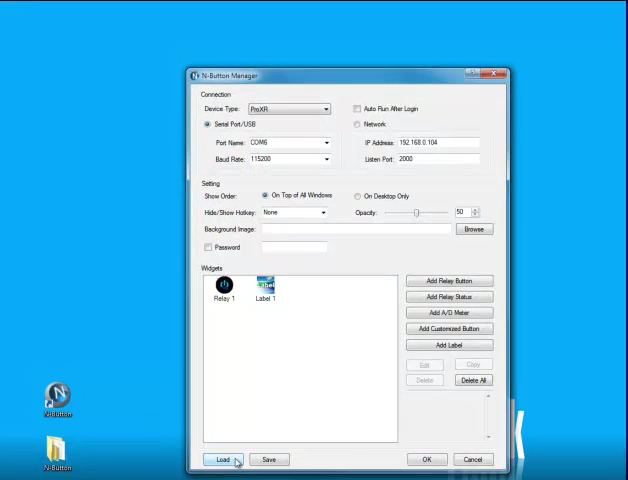 N-Button Manager
Connection
Device Type: ProXR
Auto Run After Login
Serial Port/USB
Network
Port Name: COM6
IP Address: 192.168.0.104
Baud Rate: 115200
Listen Port: 2000
Setting
Show Order: On Top of All Windows On Desktop Only
Hide/Show Hotkey: None
Opacity: 50
Background Image: Browse
Password
Widgets
Label
Relay 1 Label 1
Add Relay Button
Add Relay Status
Add A/D Meter
Add Customized Button
Add Label
Edit Copy
Delete Delete All
N-Button
N-Button
Load Save OK Cancel